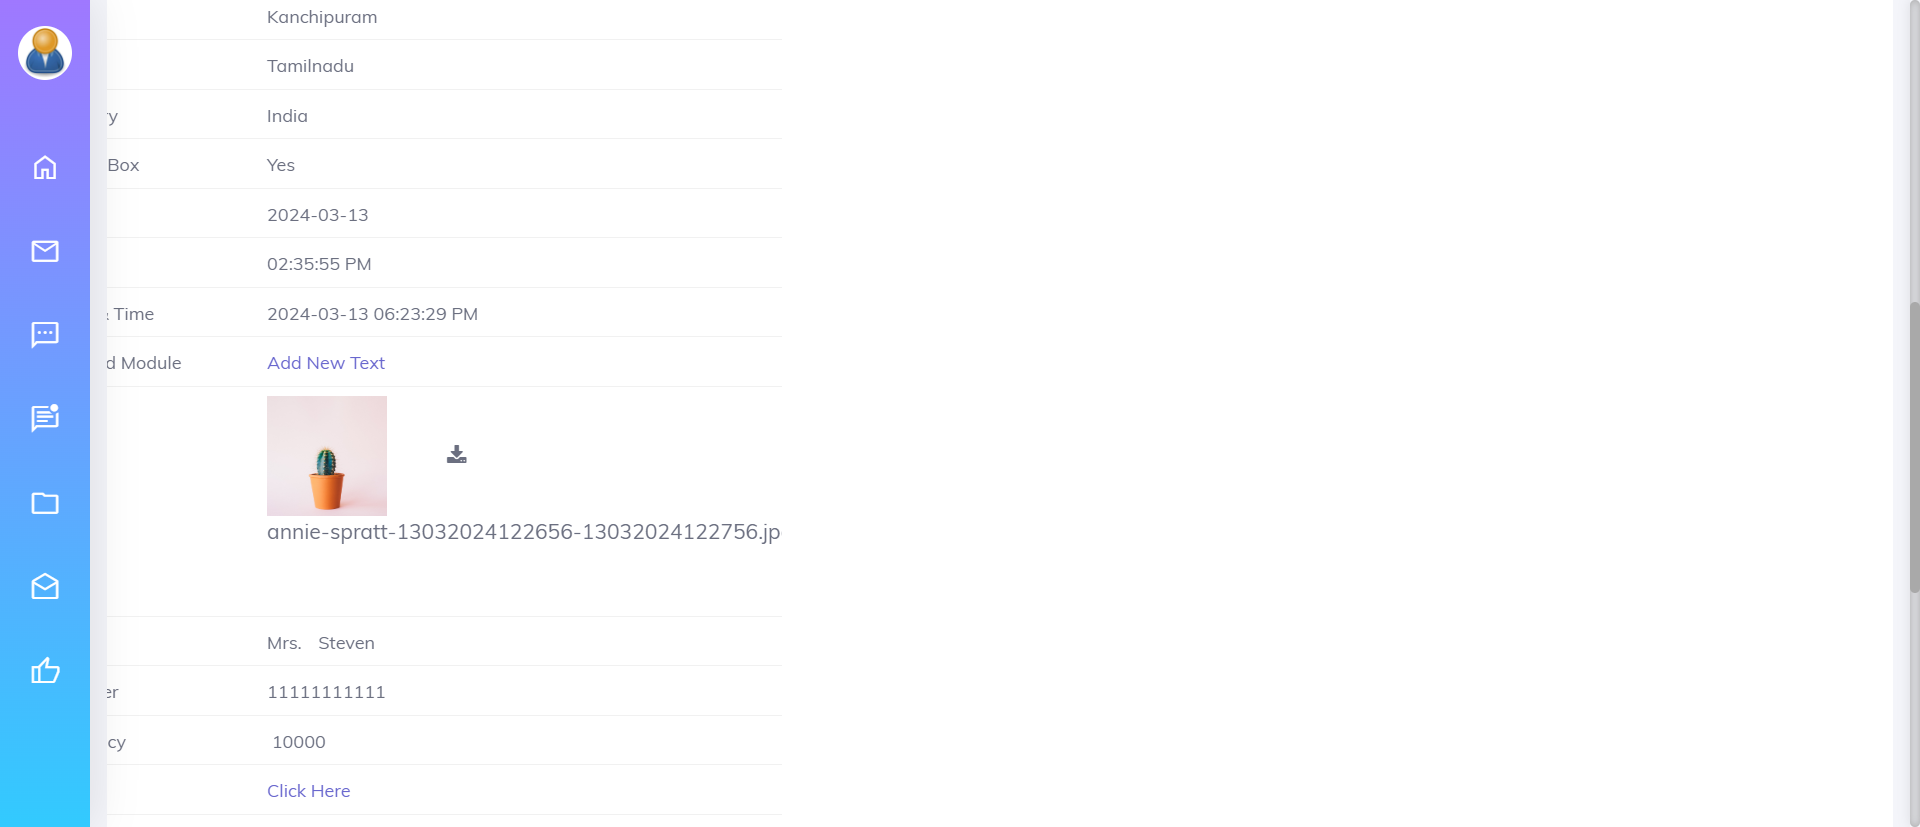 Kanchipuram
Tamilnadu
ry India
Box Yes
2024-03-13
02:35:55 PM
& Time 2024-03-13 06:23:29 PM
d Module Add New Text
annie-spratt-13032024122656-13032024122756.jp
Mrs. Steven
er 11111111111
cy 10000
Click Here